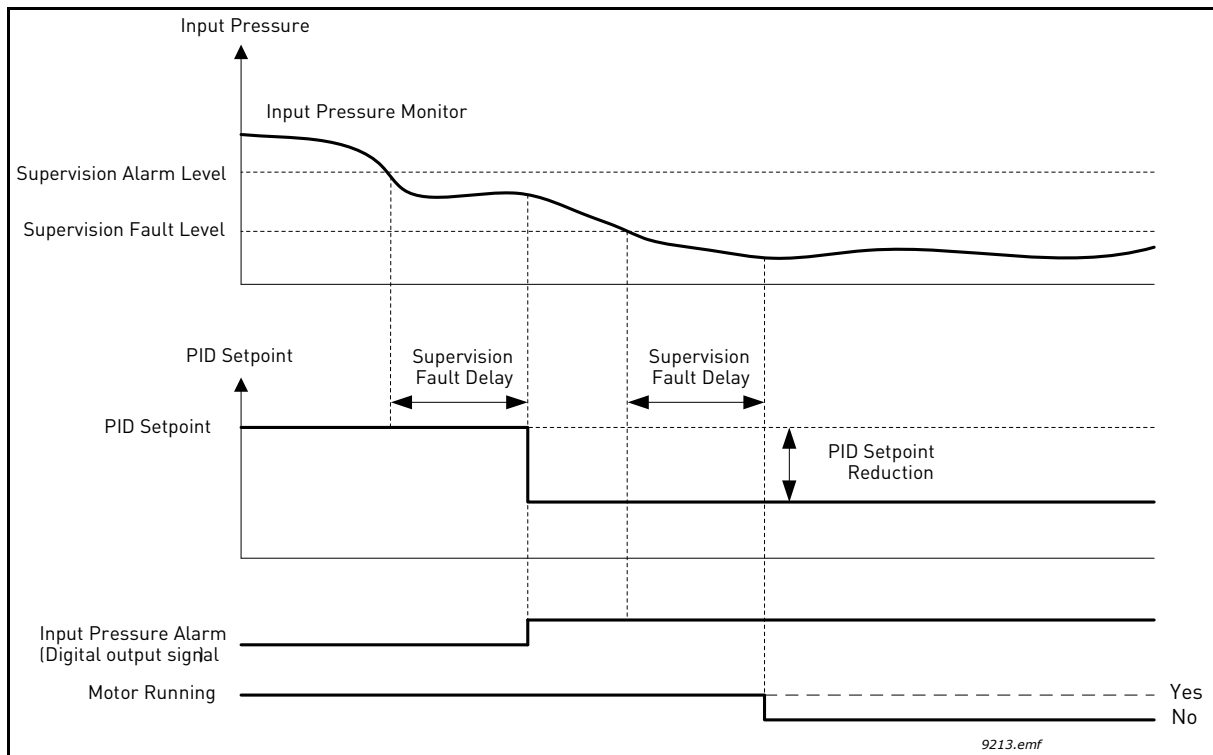 Input Pressure
Input Pressure Monitor
Supervision Alarm Level
Supervision Fault Level
PID Setpoint
Supervision
Fault Delay
Supervision
Fault Delay
PID Setpoint
PID Setpoint
Reduction
Input Pressure Alarm
(Digital output signal)
Motor Running
Yes
No
9213.emf